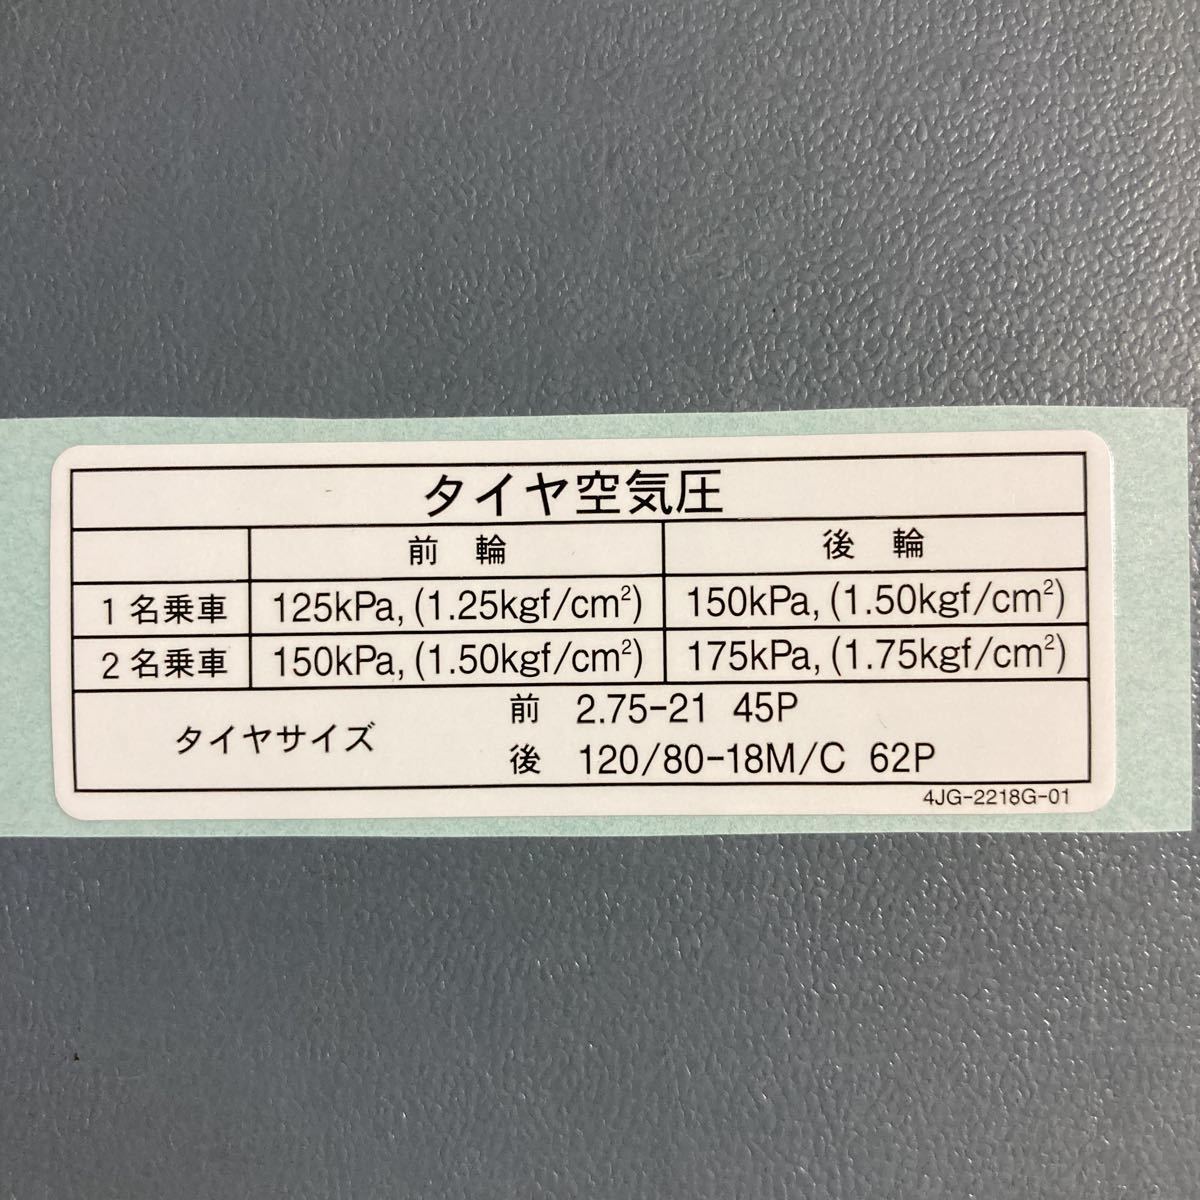 タイヤ空気圧
前 輪 後 輪
1名乗車 125kPa, (1.25kgf/cm²) 150kPa, (1.50kgf/cm²)
2名乗車 150kPa, (1.50kgf/cm²) 175kPa, (1.75kgf/cm²)
タイヤサイズ
前 2.75-21 45P
後 120/80-18M/C 62P
4JG-2218G-01